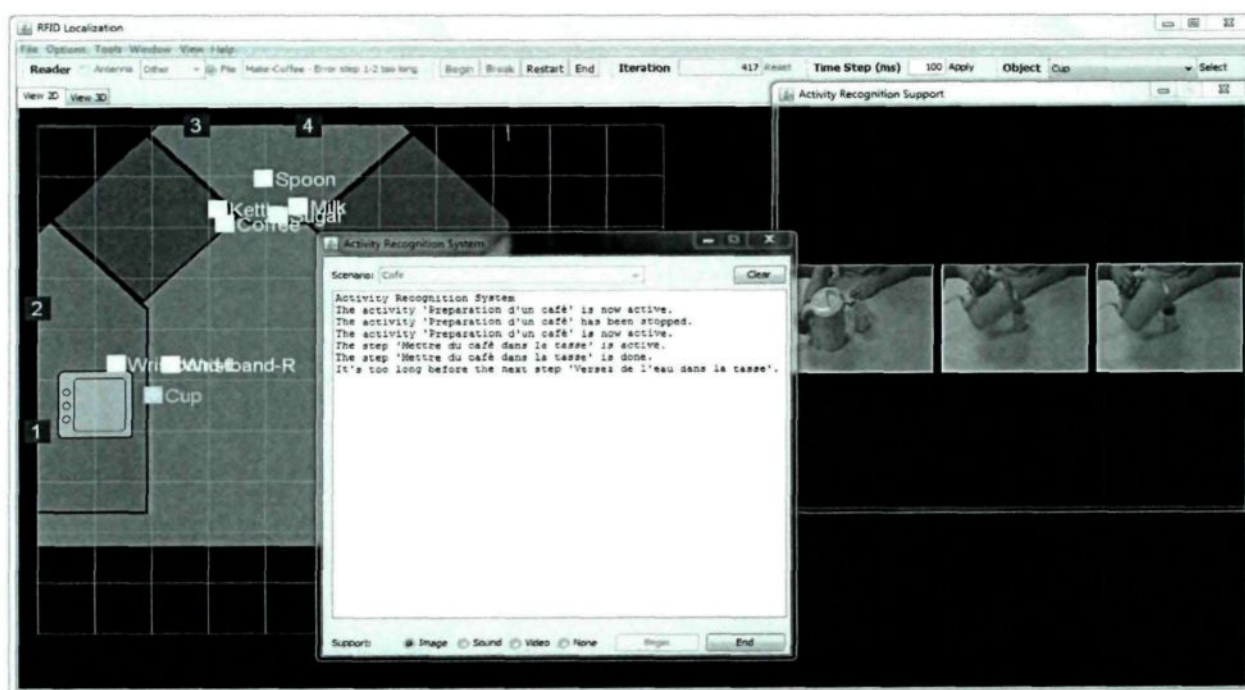 RFID Localization
File Options Tools Window View Help
Reader Antenna Other File Make-Coffee - Error step 1-2 too long Begin Break Restart End Iteration 417 Reset Time Step (ms) 100 Apply Object Cup Select
View 2D View 3D
Activity Recognition Support
3 4
Spoon
Kettl Milk
Coffee Sugar
Activity Recognition System
Scenario: Cafe Clear
Activity Recognition System
The activity 'Preparation d'un café' is now active.
The activity 'Preparation d'un café' has been stopped.
The activity 'Preparation d'un café' is now active.
The step 'Mettre du café dans la tasse' is active.
The step 'Mettre du café dans la tasse' is done.
It's too long before the next step 'Versez de l'eau dans la tasse'.
2
band-R
Cup
1
Support: Image Sound Video None Begin End